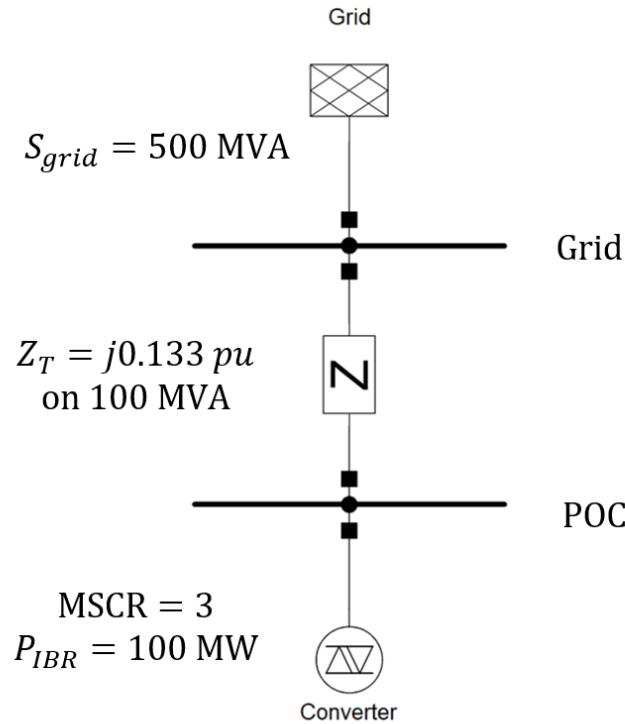 Grid
S_grid = 500 MVA
Grid
Z_T = j0.133 pu
on 100 MVA
Z
POC
MSCR = 3
P_IBR = 100 MW
Converter